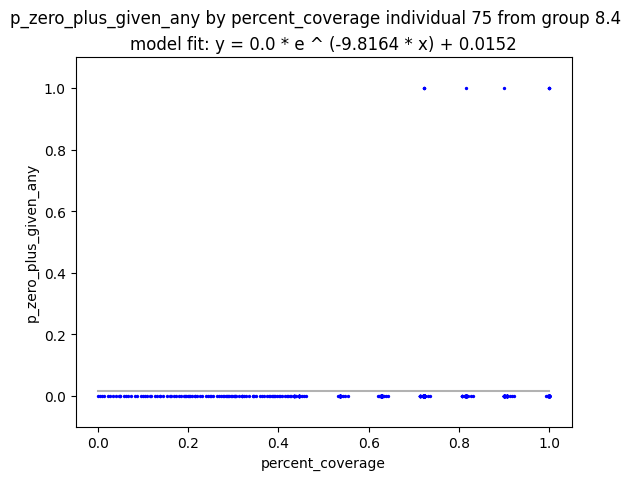 p_zero_plus_given_any by percent_coverage individual 75 from group 8.4
model fit: y = 0.0 * e ^ (-9.8164 * x) + 0.0152
1.0
0.8
0.6
0.4
0.2
0.0
p_zero_plus_given_any
0.0 0.2 0.4 0.6 0.8 1.0
percent_coverage